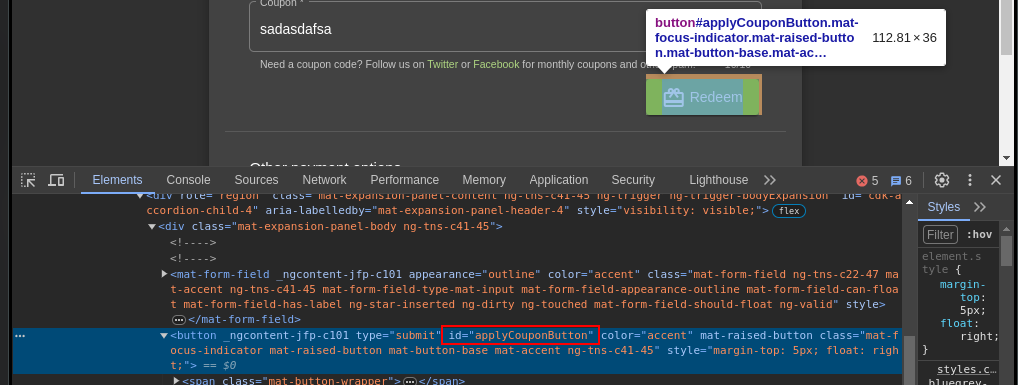 Coupon *
sadasdafsa
Need a coupon code? Follow us on Twitter or Facebook for monthly coupons and
button#applyCouponButton.mat-
focus-indicator.mat-raised-butto
n.mat-button-base.mat-ac… 112.81 × 36
Redeem
Other payment options
Elements Console Sources Network Performance Memory Application Security Lighthouse 5 6
<div role="region" class="mat-expansion-panel-content ng-tns-c41-45 ng-trigger ng-trigger-bodyExpansion" id="cdk-a
ccordion-child-4" aria-labelledby="mat-expansion-panel-header-4" style="visibility: visible;"> flex
<div class="mat-expansion-panel-body ng-tns-c41-45">
<!---->
<!---->
<mat-form-field _ngcontent-jfp-c101 appearance="outline" color="accent" class="mat-form-field ng-tns-c22-47 m
at-accent ng-tns-c41-45 mat-form-field-type-mat-input mat-form-field-appearance-outline mat-form-field-can-floa
t mat-form-field-has-label ng-star-inserted ng-dirty ng-touched mat-form-field-should-float ng-valid" style>
… </mat-form-field>
… <button _ngcontent-jfp-c101 type="submit" id="applyCouponButton" color="accent" mat-raised-button class="mat-f
ocus-indicator mat-raised-button mat-button-base mat-accent ng-tns-c41-45" style="margin-top: 5px; float: righ
t;"> == $0
<span class="mat-button-wrapper"> … </span>
Styles
Filter :hov
element.s
tyle {
margin-
top:
5px;
float:
right;
}
styles.c…
bluegrey-